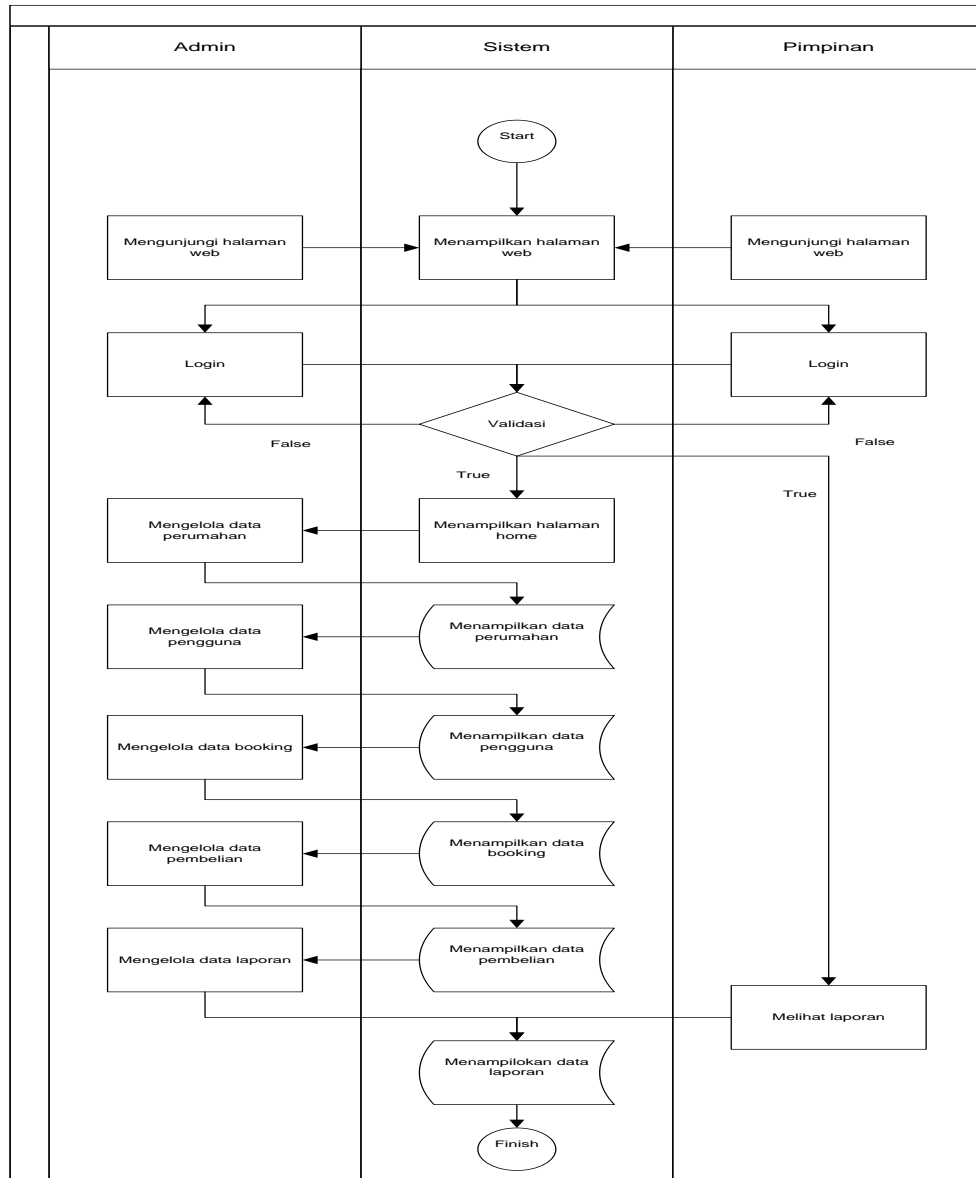 Admin
Sistem
Pimpinan
Start
Mengunjungi halaman
web
Menampilkan halaman
web
Mengunjungi halaman
web
Login
Login
Validasi
False
False
True
True
Mengelola data
perumahan
Menampilkan halaman
home
Mengelola data
pengguna
Menampilkan data
perumahan
Mengelola data booking
Menampilkan data
pengguna
Mengelola data
pembelian
Menampilkan data
booking
Mengelola data laporan
Menampilkan data
pembelian
Melihat laporan
Menampilokan data
laporan
Finish